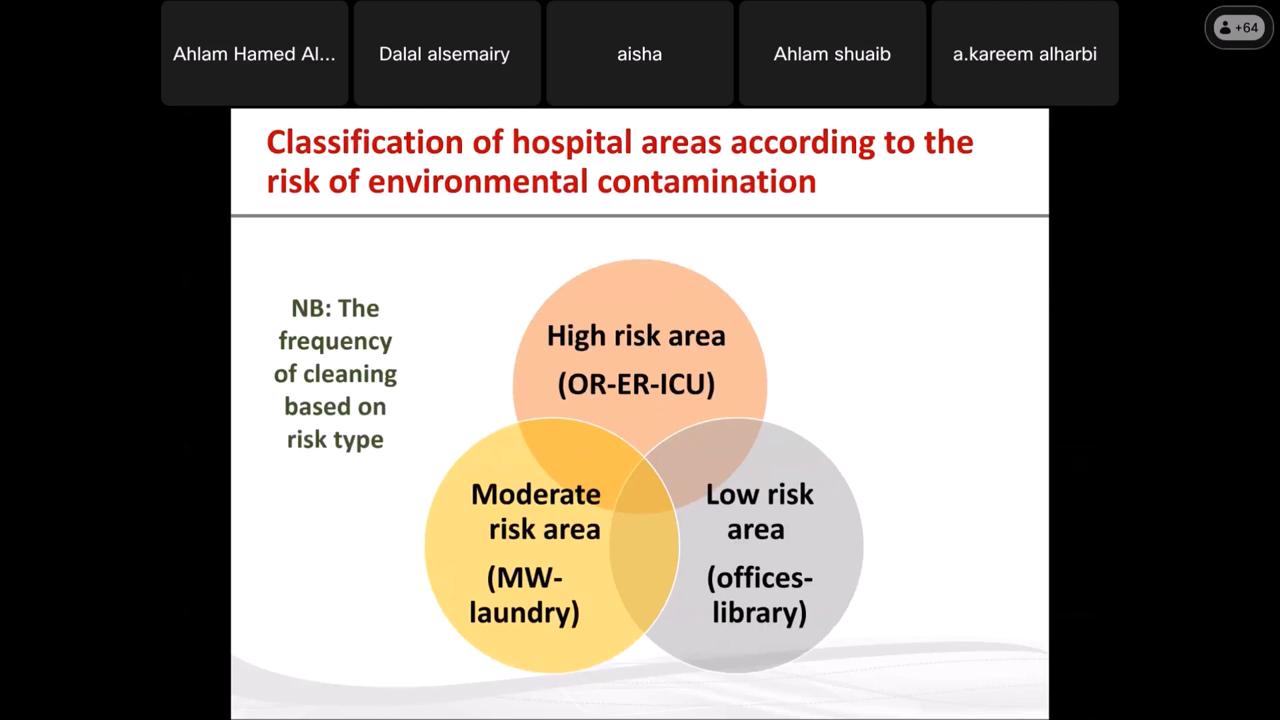 Ahlam Hamed Al...
Dalal alsemairy
aisha
Ahlam shuaib
a.kareem alharbi
+64
Classification of hospital areas according to the
risk of environmental contamination
NB: The
frequency
of cleaning
based on
risk type
High risk area
(OR-ER-ICU)
Moderate
risk area
(MW-
laundry)
Low risk
area
(offices-
library)